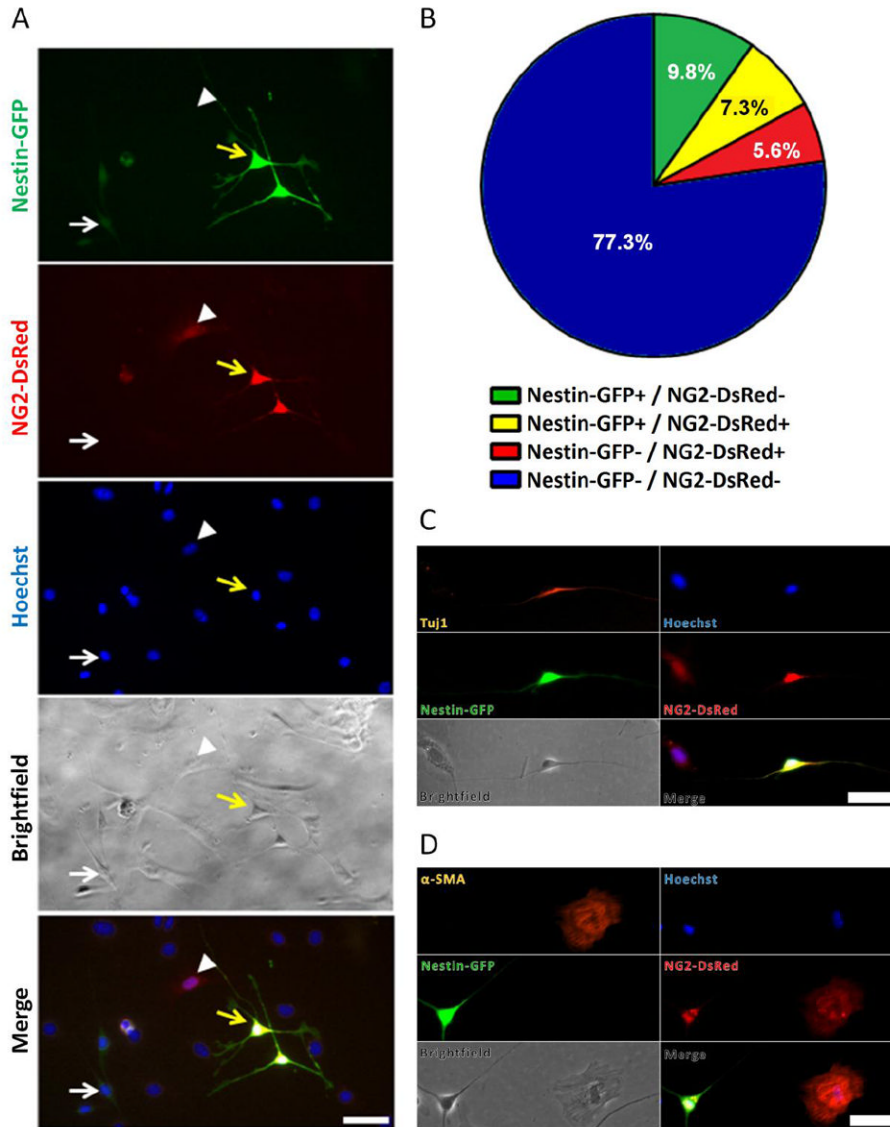 A
Nestin-GFP
NG2-DsRed
Hoechst
Brightfield
Merge
B
9.8%
7.3%
5.6%
77.3%
Nestin-GFP+ / NG2-DsRed-
Nestin-GFP+ / NG2-DsRed+
Nestin-GFP- / NG2-DsRed+
Nestin-GFP- / NG2-DsRed-
C
Tuj1
Hoechst
Nestin-GFP
NG2-DsRed
Brightfield
Merge
D
α-SMA
Hoechst
Nestin-GFP
NG2-DsRed
Brightfield
Merge